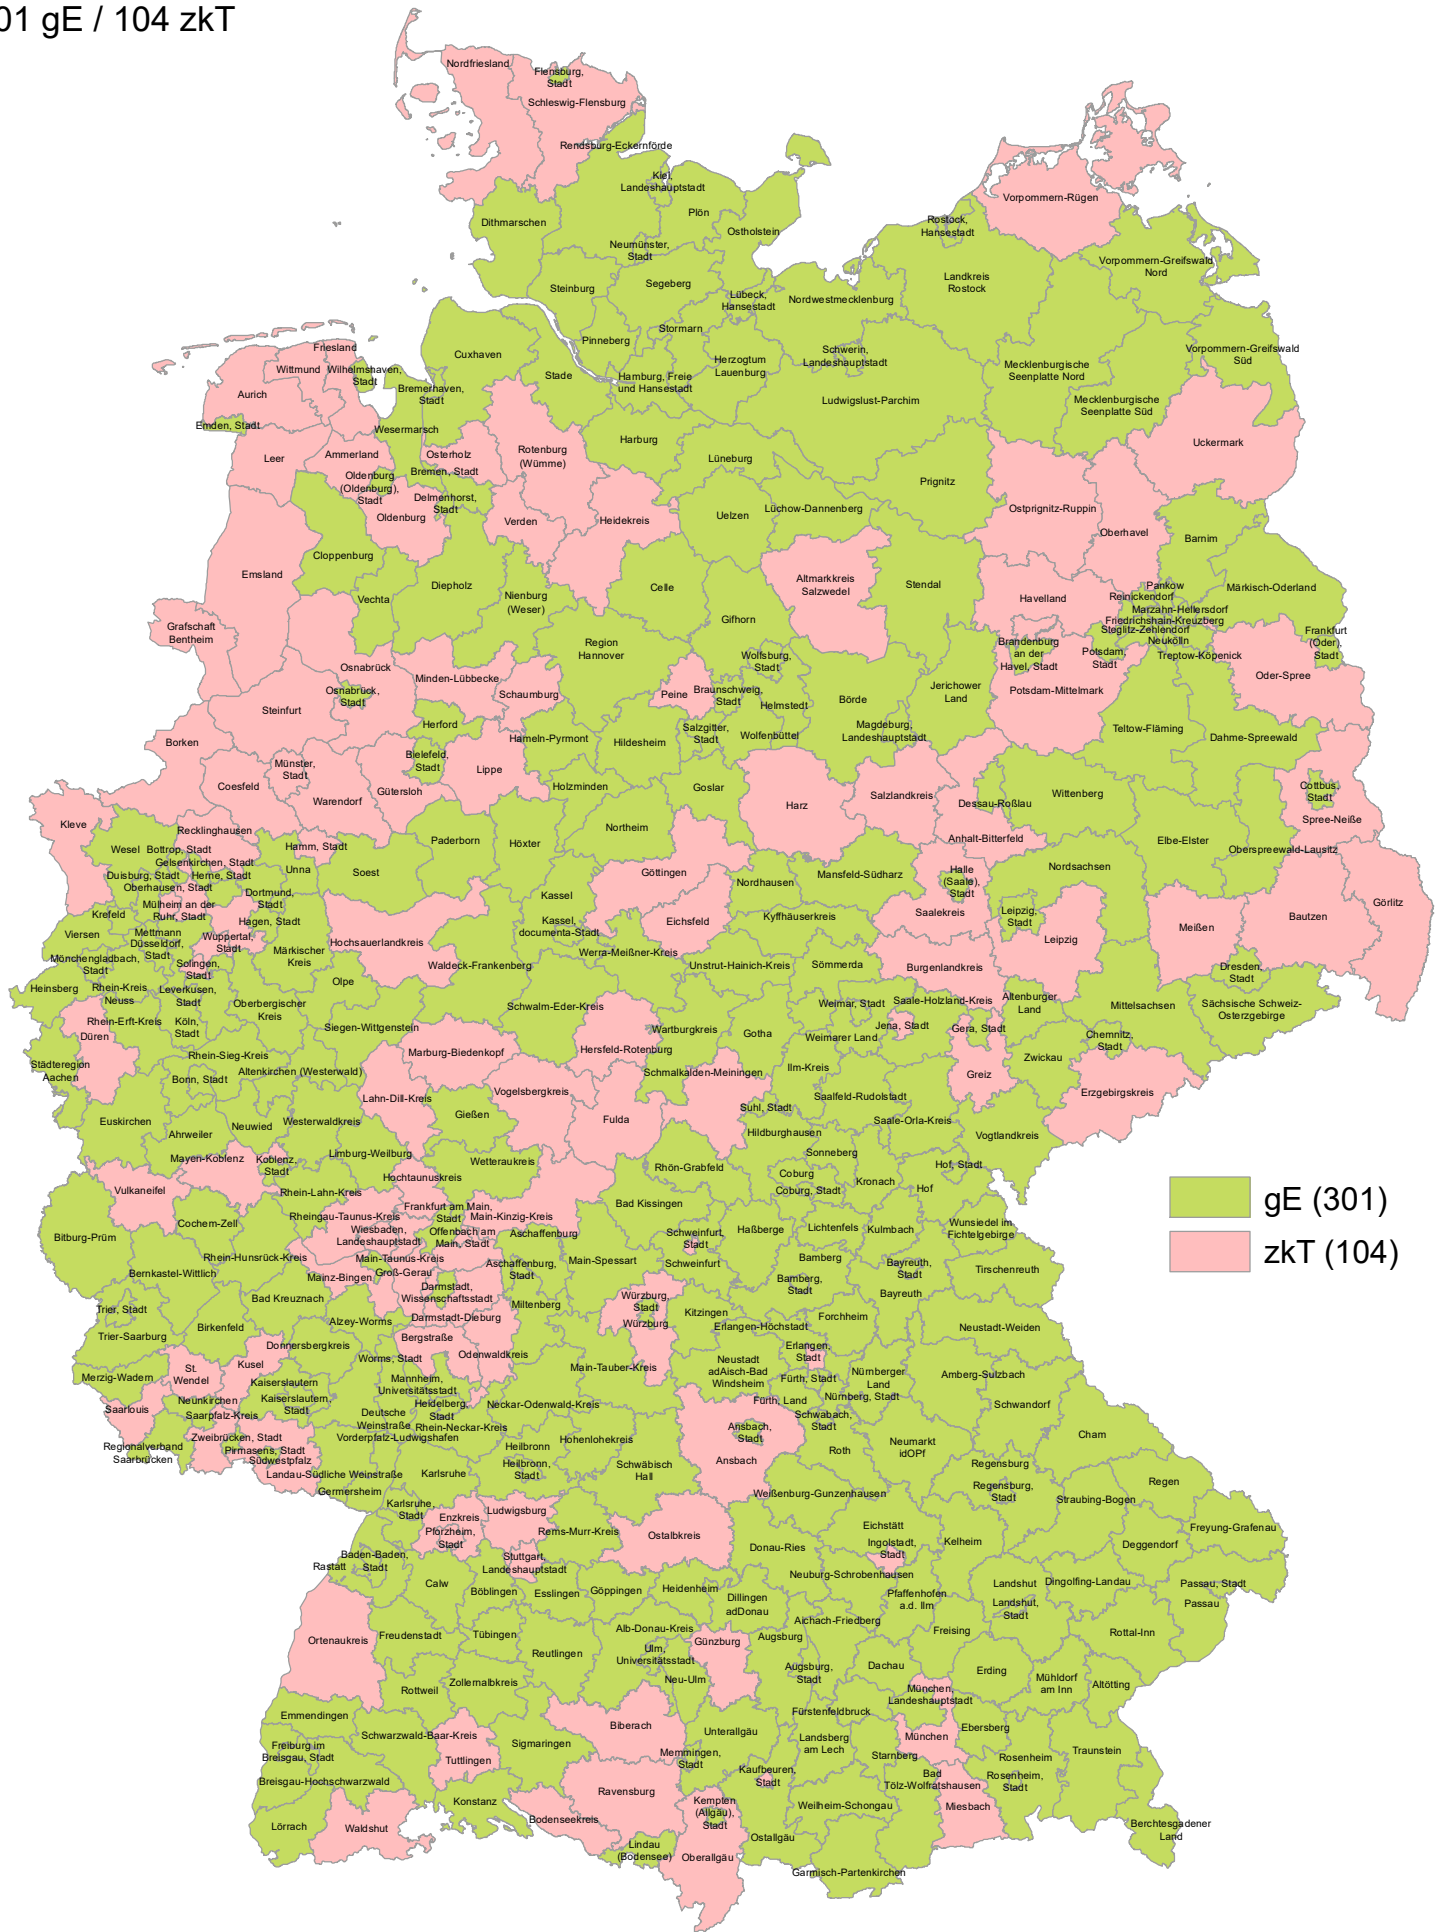 01 gE / 104 zkT
Nordfriesland
Flensburg,
Stadt
Schleswig-Flensburg
Rendsburg-Eckernförde
Kiel,
Landeshauptstadt
Plön
Dithmarschen
Ostholstein
Neumünster,
Stadt
Vorpommern-Rügen
Rostock,
Hansestadt
Vorpommern-Greifswald
Nord
Landkreis
Rostock
Steinburg
Segeberg
Lübeck,
Hansestadt
Nordwestmecklenburg
Stormarn
Pinneberg
Friesland
Wittmund
Wilhelmshaven,
Stadt
Cuxhaven
Stade
Hamburg, Freie
und Hansestadt
Herzogtum
Lauenburg
Schwerin,
Landeshauptstadt
Mecklenburgische
Seenplatte Nord
Vorpommern-Greifswald
Süd
Aurich
Bremerhaven,
Stadt
Ludwigslust-Parchim
Mecklenburgische
Seenplatte Süd
Emden, Stadt
Wesermarsch
Harburg
Uckermark
Leer
Ammerland
Osterholz
Rotenburg
(Wümme)
Lüneburg
Bremen, Stadt
Oldenburg
(Oldenburg),
Stadt
Delmenhorst,
Stadt
Prignitz
Oldenburg
Verden
Heidekreis
Uelzen
Lüchow-Dannenberg
Ostprignitz-Ruppin
Oberhavel
Barnim
Cloppenburg
Emsland
Diepholz
Celle
Altmarkkreis
Salzwedel
Stendal
Märkisch-Oderland
Vechta
Nienburg
(Weser)
Havelland
Pankow
Reinickendorf
Marzahn-Hellersdorf
Friedrichshain-Kreuzberg
Steglitz-Zehlendorf
Neukölln
Treptow-Köpenick
Gifhorn
Grafschaft
Bentheim
Region
Hannover
Brandenburg
an der
Havel, Stadt
Potsdam,
Stadt
Frankfurt
(Oder),
Stadt
Osnabrück
Minden-Lübbecke
Wolfsburg,
Stadt
Oder-Spree
Osnabrück,
Stadt
Schaumburg
Peine
Braunschweig,
Stadt
Helmstedt
Börde
Jerichower
Land
Potsdam-Mittelmark
Steinfurt
Herford
Hameln-Pyrmont
Hildesheim
Salzgitter,
Stadt
Wolfenbüttel
Magdeburg,
Landeshauptstadt
Teltow-Fläming
Dahme-Spreewald
Borken
Bielefeld,
Stadt
Lippe
Münster,
Stadt
Coesfeld
Warendorf
Gütersloh
Holzminden
Goslar
Harz
Salzlandkreis
Dessau-Roßlau
Wittenberg
Cottbus,
Stadt
Spree-Neiße
Kleve
Recklinghausen
Northeim
Anhalt-Bitterfeld
Elbe-Elster
Oberspreewald-Lausitz
Wesel
Bottrop, Stadt
Hamm, Stadt
Paderborn
Höxter
Gelsenkirchen, Stadt
Duisburg, Stadt
Herne, Stadt
Oberhausen, Stadt
Unna
Soest
Göttingen
Nordhausen
Mansfeld-Südharz
Halle
(Saale),
Stadt
Nordsachsen
Dortmund,
Stadt
Kassel
Görlitz
Mülheim an der
Ruhr, Stadt
Krefeld
Hagen, Stadt
Kassel,
documenta-Stadt
Eichsfeld
Kyffhäuserkreis
Saalekreis
Leipzig,
Stadt
Leipzig
Meißen
Bautzen
Viersen
Mettmann
Düsseldorf,
Stadt
Wuppertal,
Stadt
Märkischer
Kreis
Hochsauerlandkreis
Werra-Meißner-Kreis
Mönchengladbach,
Stadt
Solingen,
Stadt
Waldeck-Frankenberg
Unstrut-Hainich-Kreis
Sömmerda
Burgenlandkreis
Dresden,
Stadt
Heinsberg
Rhein-Kreis
Neuss
Leverkusen,
Stadt
Oberbergischer
Kreis
Olpe
Schwalm-Eder-Kreis
Weimar, Stadt
Saale-Holzland-Kreis
Altenburger
Land
Mittelsachsen
Sächsische Schweiz-
Osterzgebirge
Rhein-Erft-Kreis
Köln,
Stadt
Siegen-Wittgenstein
Düren
Wartburgkreis
Gotha
Weimarer Land
Jena, Stadt
Gera, Stadt
Chemnitz,
Stadt
Rhein-Sieg-Kreis
Marburg-Biedenkopf
Hersfeld-Rotenburg
Zwickau
Städteregion
Aachen
Bonn, Stadt
Altenkirchen (Westerwald)
Schmalkalden-Meiningen
Ilm-Kreis
Greiz
Lahn-Dill-Kreis
Vogelsbergkreis
Saalfeld-Rudolstadt
Erzgebirgskreis
Euskirchen
Ahrweiler
Neuwied
Westerwaldkreis
Gießen
Fulda
Suhl, Stadt
Saale-Orla-Kreis
Hildburghausen
Vogtlandkreis
Mayen-Koblenz
Koblenz,
Stadt
Limburg-Weilburg
Wetteraukreis
Rhön-Grabfeld
Sonneberg
Hof, Stadt
Coburg
Coburg, Stadt
Kronach
Hof
Vulkaneifel
Hochtaunuskreis
Rhein-Lahn-Kreis
Bad Kissingen
Frankfurt am Main,
Stadt
Cochem-Zell
Rheingau-Taunus-Kreis
Main-Kinzig-Kreis
Wiesbaden,
Landeshauptstadt
Offenbach am
Main, Stadt
Aschaffenburg
Schweinfurt,
Stadt
Haßberge
Lichtenfels
Kulmbach
Wunsiedel im
Fichtelgebirge
Bitburg-Prüm
Rhein-Hunsrück-Kreis
Main-Taunus-Kreis
Main-Spessart
Schweinfurt
Bamberg
Bayreuth,
Stadt
Tirschenreuth
Bernkastel-Wittlich
Mainz-Bingen
Groß-Gerau
Aschaffenburg,
Stadt
Bamberg,
Stadt
Bayreuth
Bad Kreuznach
Darmstadt,
Wissenschaftsstadt
Miltenberg
Würzburg,
Stadt
Würzburg
Kitzingen
Trier, Stadt
Birkenfeld
Alzey-Worms
Darmstadt-Dieburg
Erlangen-Höchstadt
Forchheim
Neustadt-Weiden
Trier-Saarburg
Donnersbergkreis
Bergstraße
Odenwaldkreis
Erlangen,
Stadt
Worms, Stadt
Main-Tauber-Kreis
Neustadt
adAisch-Bad
Windsheim
Fürth, Stadt
Nürnberger
Land
Amberg-Sulzbach
Merzig-Wadern
St.
Wendel
Kusel
Kaiserslautern
Mannheim,
Universitätsstadt
Nürnberg, Stadt
Schwandorf
Saarlouis
Neunkirchen
Kaiserslautern,
Stadt
Heidelberg,
Stadt
Neckar-Odenwald-Kreis
Fürth, Land
Saarpfalz-Kreis
Deutsche
Weinstraße
Rhein-Neckar-Kreis
Schwabach,
Stadt
Cham
Zweibrücken, Stadt
Vorderpfalz-Ludwigshafen
Heilbronn
Hohenlohekreis
Ansbach,
Stadt
Roth
Neumarkt
idOPf
Regionalverband
Saarbrücken
Pirmasens, Stadt
Südwestpfalz
Heilbronn,
Stadt
Schwäbisch
Hall
Ansbach
Regensburg
Landau-Südliche Weinstraße
Karlsruhe
Regensburg,
Stadt
Regen
Germersheim
Weißenburg-Gunzenhausen
Straubing-Bogen
Karlsruhe,
Stadt
Enzkreis
Ludwigsburg
Pforzheim,
Stadt
Rems-Murr-Kreis
Ostalbkreis
Eichstätt
Freyung-Grafenau
Ingolstadt,
Stadt
Kelheim
Deggendorf
Donau-Ries
Baden-Baden,
Stadt
Rastatt
Stuttgart,
Landeshauptstadt
Neuburg-Schrobenhausen
Calw
Böblingen
Esslingen
Göppingen
Heidenheim
Dillingen
adDonau
Pfaffenhofen
a.d. Ilm
Landshut
Dingolfing-Landau
Passau, Stadt
Landshut,
Stadt
Passau
Aichach-Friedberg
Ortenaukreis
Freudenstadt
Tübingen
Alb-Donau-Kreis
Günzburg
Augsburg
Freising
Rottal-Inn
Reutlingen
Ulm,
Universitätsstadt
Augsburg,
Stadt
Dachau
Erding
Mühldorf
am Inn
Altötting
Rottweil
Zollernalbkreis
Neu-Ulm
München,
Landeshauptstadt
Emmendingen
Biberach
Fürstenfeldbruck
Schwarzwald-Baar-Kreis
Unterallgäu
Landsberg
am Lech
München
Ebersberg
Freiburg im
Breisgau, Stadt
Tuttlingen
Sigmaringen
Memmingen,
Stadt
Starnberg
Rosenheim
Traunstein
Breisgau-Hochschwarzwald
Ravensburg
Kaufbeuren,
Stadt
Bad
Tölz-Wolfratshausen
Rosenheim,
Stadt
Konstanz
Kempten
(Allgäu),
Stadt
Weilheim-Schongau
Miesbach
Lörrach
Waldshut
Bodenseekreis
Berchtesgadener
Land
Lindau
(Bodensee)
Ostallgäu
Oberallgäu
Garmisch-Partenkirchen
gE (301)
zkT (104)